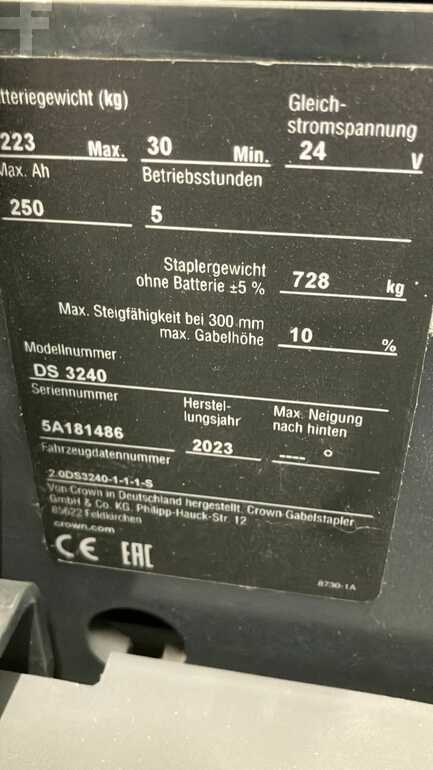 tteriegewicht (kg)
Gleich-
stromspannung
223 Max. 30 Min. 24 V
Max. Ah Betriebsstunden
250 5
Staplergewicht
ohne Batterie ±5 % 728 kg
Max. Steigfähigkeit bei 300 mm
max. Gabelhöhe 10 %
Modellnummer
DS 3240
Seriennummer
Herstel-
lungsjahr
Max. Neigung
nach hinten
5A181486 2023 ---- °
Fahrzeugdatennummer
2.0DS3240-1-1-1-S
Von Crown in Deutschland hergestellt. Crown Gabelstapler
GmbH & Co. KG, Philipp-Hauck-Str. 12
85622 Feldkirchen
crown.com
CE EAC
8730-1A